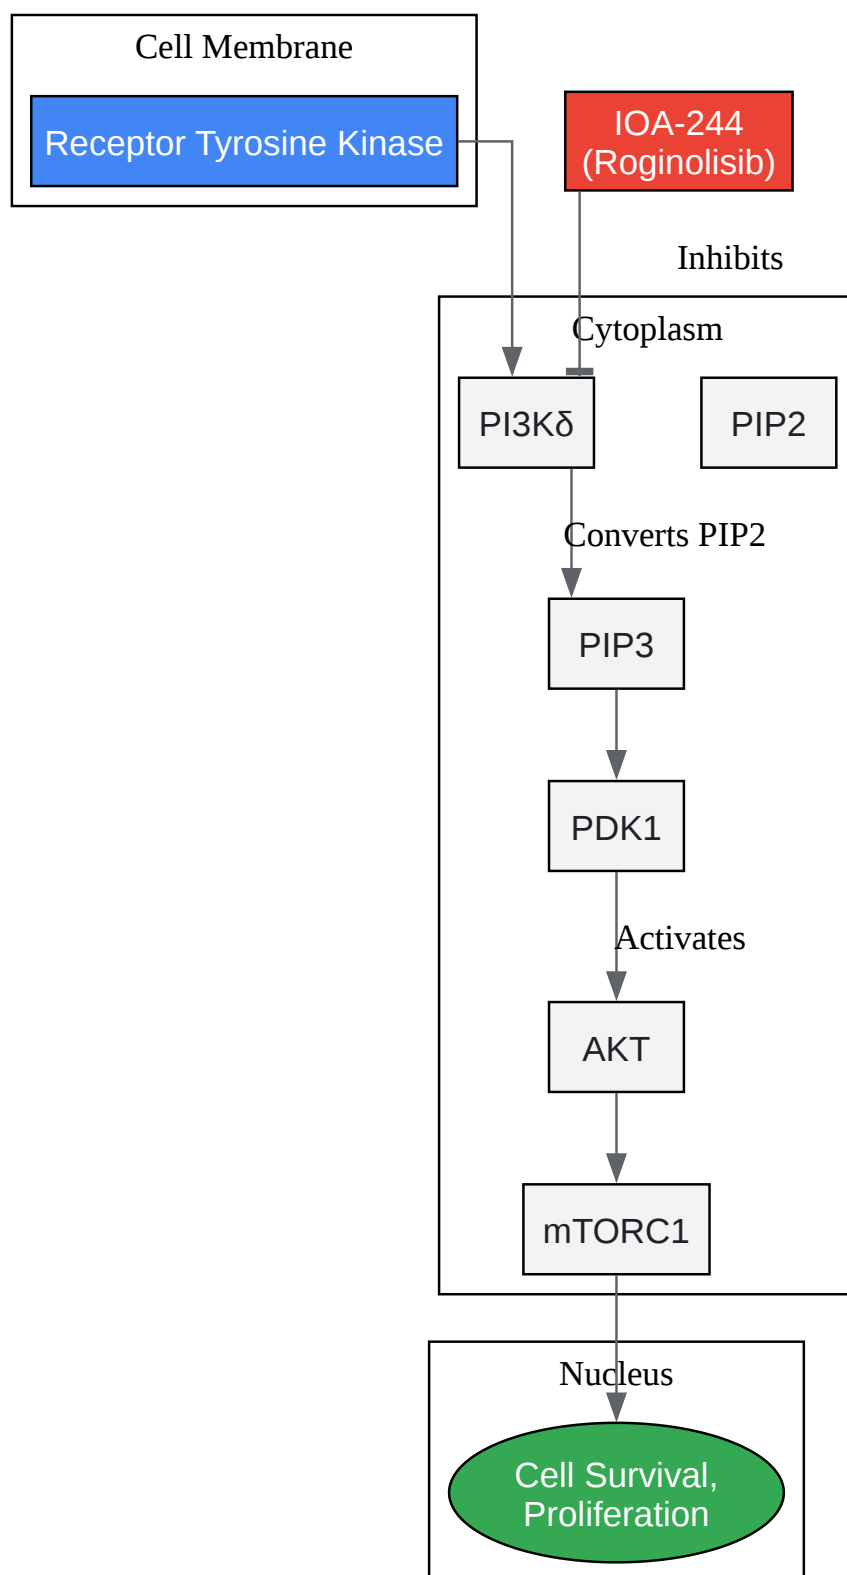 Cell Membrane
Receptor Tyrosine Kinase
IOA-244
(Roginolisib)
Inhibits
Cytoplasm
PI3Kδ
PIP2
Converts PIP2
PIP3
PDK1
Activates
AKT
mTORC1
Nucleus
Cell Survival,
Proliferation